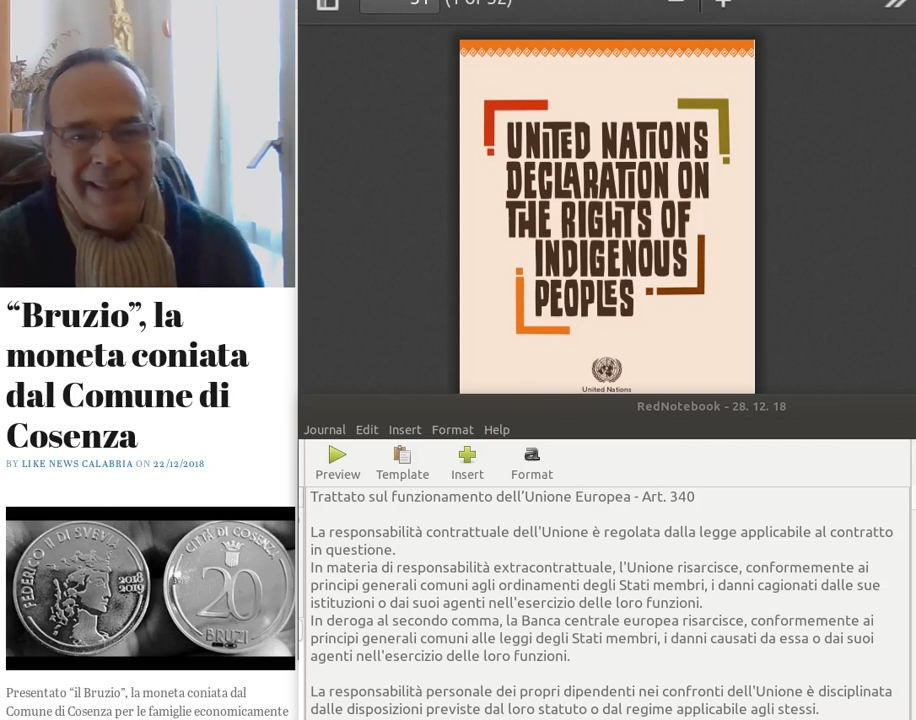 “Bruzio”, la
moneta coniata
dal Comune di
Cosenza
BY LIKE NEWS CALABRIA ON 22/12/2018
FEDERICO II DI SVEVIA
2018
2019
CITTÀ DI COSENZA
20
BRUZI
Presentato “il Bruzio”, la moneta coniata dal
Comune di Cosenza per le famiglie economicamente
UNITED NATIONS
DECLARATION ON
THE RIGHTS OF
INDIGENOUS
PEOPLES
United Nations
RedNotebook - 28. 12. 18
Journal Edit Insert Format Help
Preview Template Insert Format
Trattato sul funzionamento dell’Unione Europea - Art. 340
La responsabilità contrattuale dell'Unione è regolata dalla legge applicabile al contratto
in questione.
In materia di responsabilità extracontrattuale, l'Unione risarcisce, conformemente ai
principi generali comuni agli ordinamenti degli Stati membri, i danni cagionati dalle sue
istituzioni o dai suoi agenti nell'esercizio delle loro funzioni.
In deroga al secondo comma, la Banca centrale europea risarcisce, conformemente ai
principi generali comuni alle leggi degli Stati membri, i danni causati da essa o dai suoi
agenti nell'esercizio delle loro funzioni.
La responsabilità personale dei propri dipendenti nei confronti dell'Unione è disciplinata
dalle disposizioni previste dal loro statuto o dal regime applicabile agli stessi.